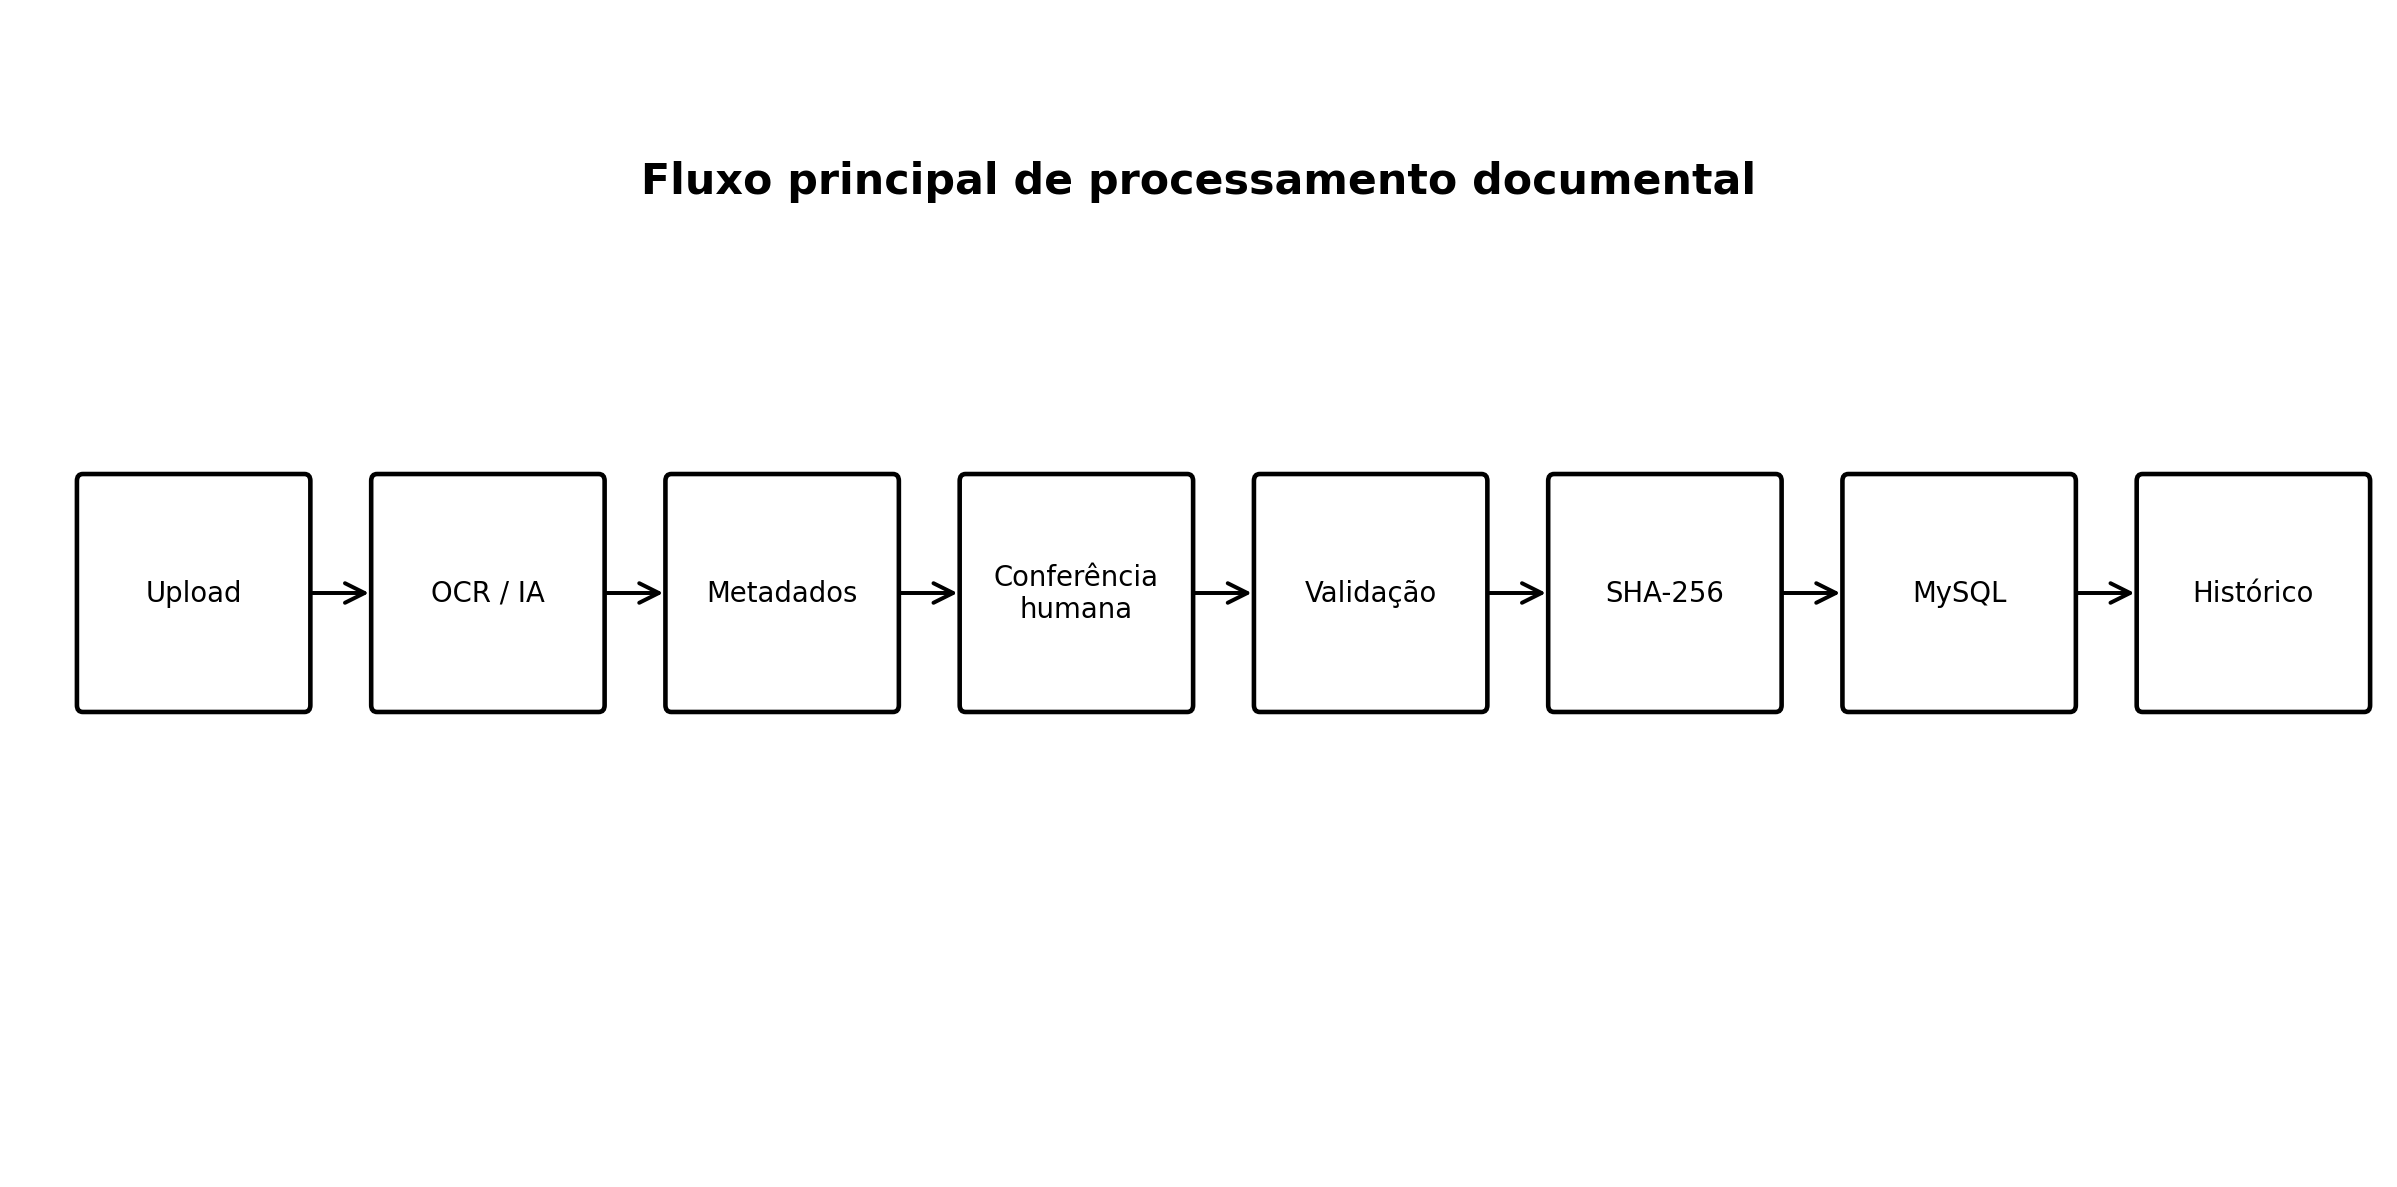 Fluxo principal de processamento documental
Upload
OCR / IA
Metadados
Conferência
humana
Validação
SHA-256
MySQL
Histórico